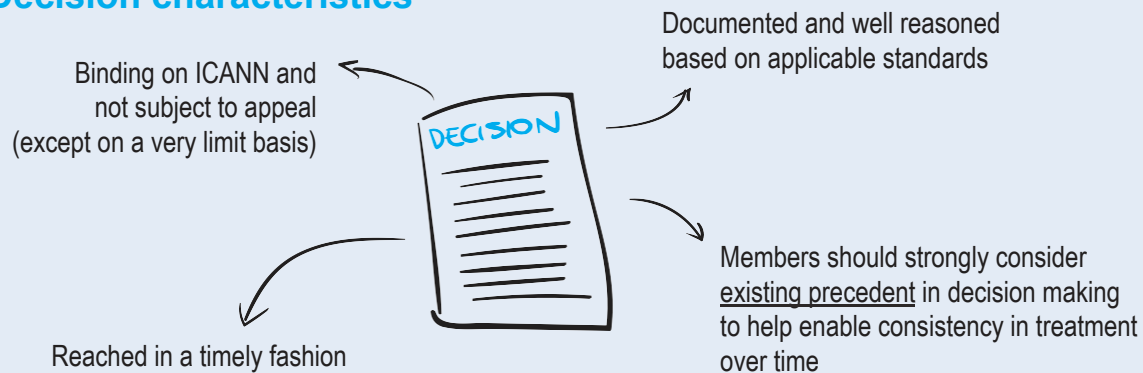 Decision characteristics
Documented and well reasoned
based on applicable standards
Binding on ICANN and
not subject to appeal
(except on a very limit basis)
DECISION
Members should strongly consider
existing precedent in decision making
to help enable consistency in treatment
over time
Reached in a timely fashion